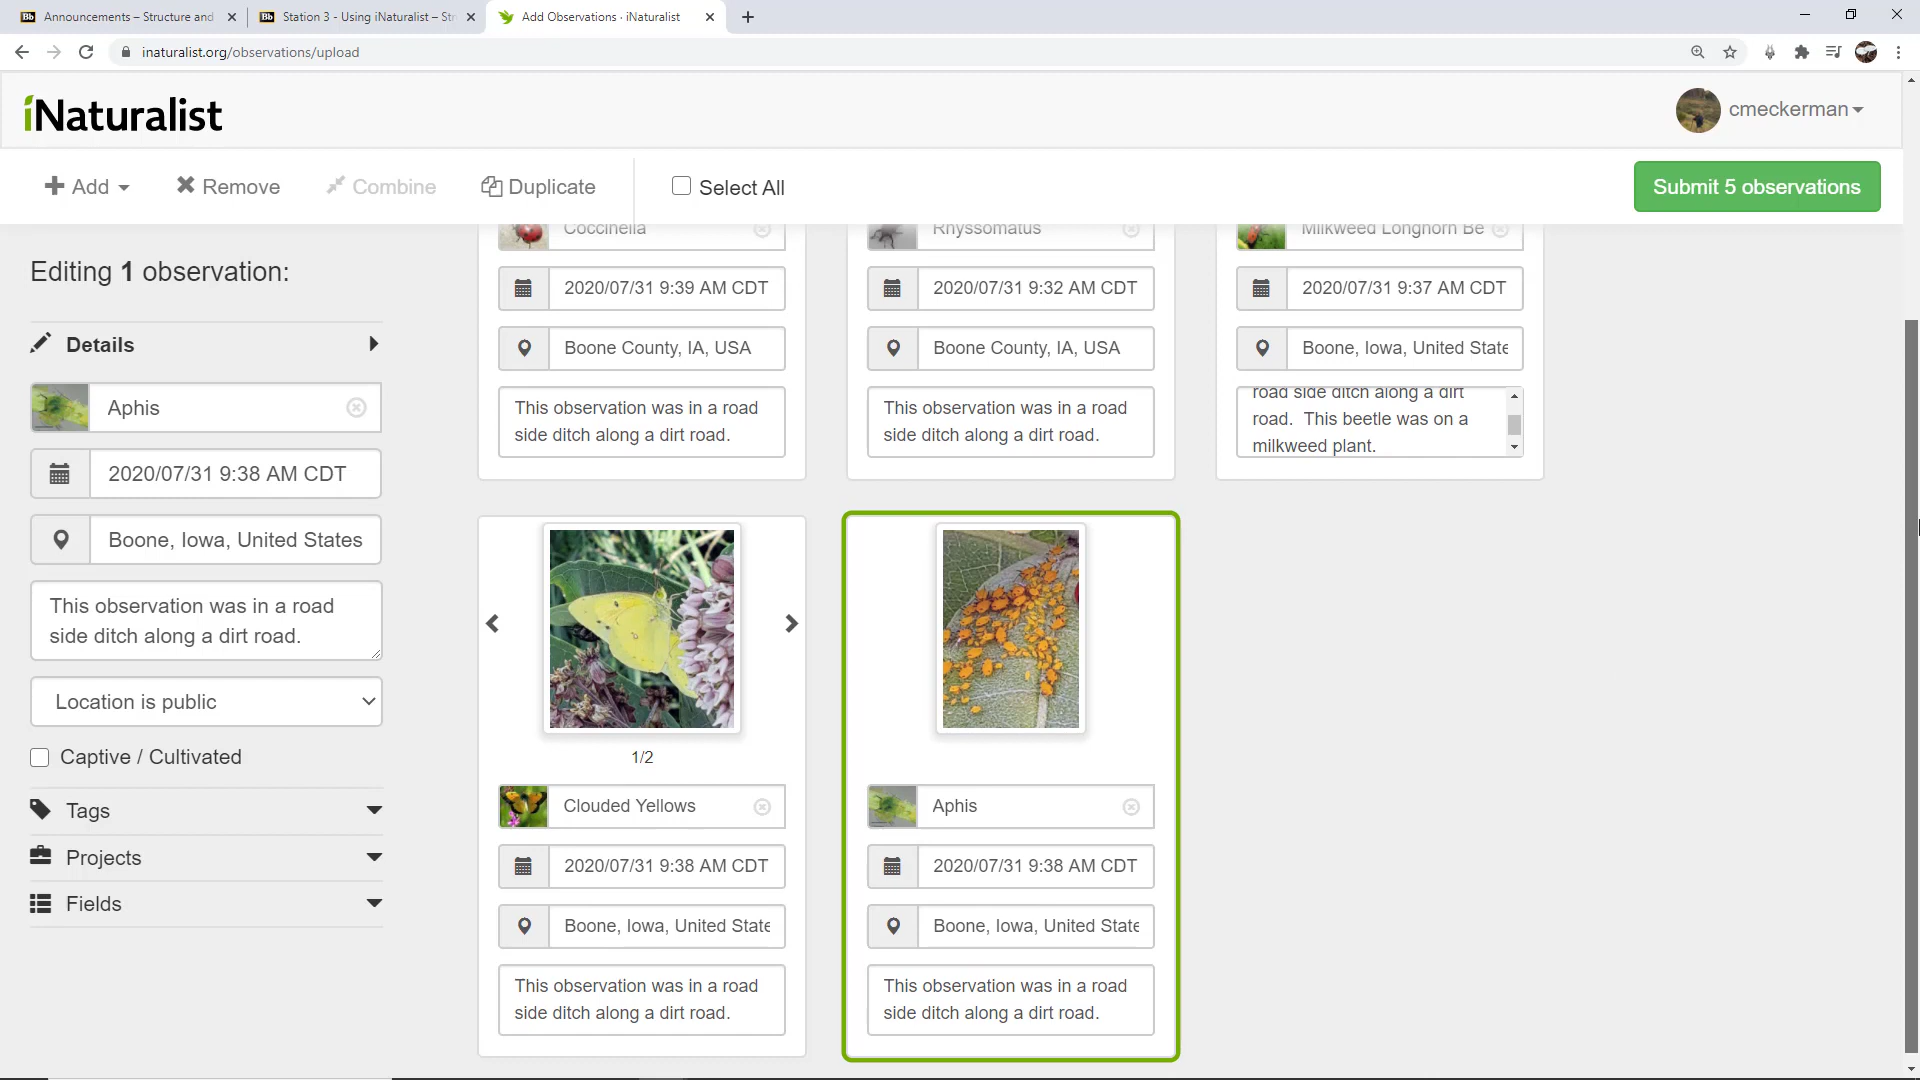 Announcements – Structure and
Station 3 - Using iNaturalist – Str
Add Observations · iNaturalist
inaturalist.org/observations/upload
iNaturalist
cmeckerman
Add
Remove
Combine
Duplicate
Select All
Submit 5 observations
Editing 1 observation:
Details
Aphis
2020/07/31 9:38 AM CDT
Boone, Iowa, United States
This observation was in a road
side ditch along a dirt road.
Location is public
Captive / Cultivated
Tags
Projects
Fields
Coccinella
2020/07/31 9:39 AM CDT
Boone County, IA, USA
This observation was in a road
side ditch along a dirt road.
Rhyssomatus
2020/07/31 9:32 AM CDT
Boone County, IA, USA
This observation was in a road
side ditch along a dirt road.
Milkweed Longhorn Be
2020/07/31 9:37 AM CDT
Boone, Iowa, United State
road side ditch along a dirt
road. This beetle was on a
milkweed plant.
1/2
Clouded Yellows
2020/07/31 9:38 AM CDT
Boone, Iowa, United State
This observation was in a road
side ditch along a dirt road.
Aphis
2020/07/31 9:38 AM CDT
Boone, Iowa, United State
This observation was in a road
side ditch along a dirt road.